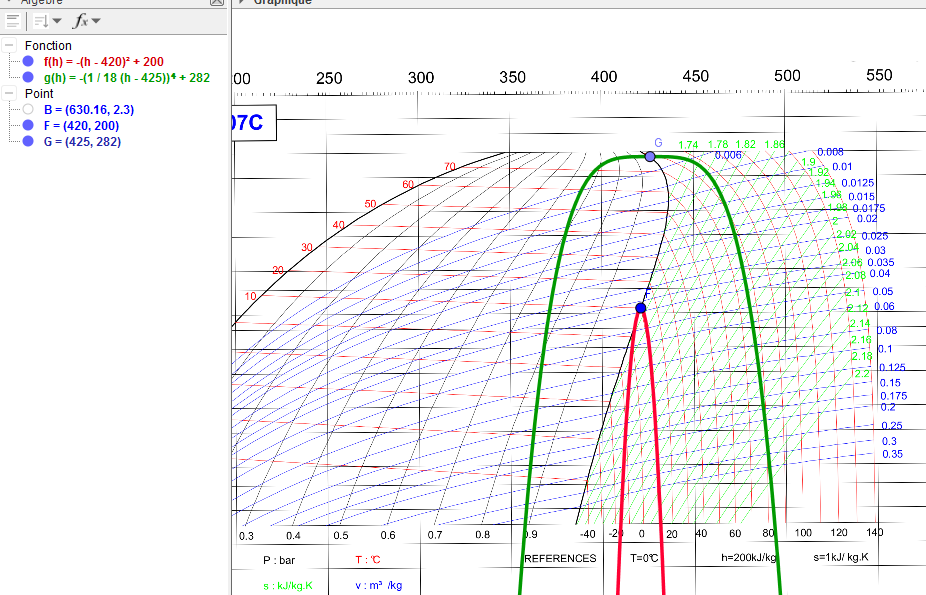 Algèbre
Graphique
Fonction
f(h) = -(h - 420)² + 200
g(h) = -(1 / 18 (h - 425))⁴ + 282
Point
B = (630.16, 2.3)
F = (420, 200)
G = (425, 282)
00 250 300 350 400 450 500 550
07C
G 1.74 1.78 1.82 1.86 0.008
0.006
1.9 0.01
70
1.92
60 1.94 0.0125
1.96 0.015
50 1.98 0.0175
2 0.02
40 2.02 0.025
30 2.04 0.03
2.06 0.035
20 2.08 0.04
10 2.1 0.05
F 2.12 0.06
2.14 0.08
2.16 0.1
2.18
2.2 0.125
0.15
0.175
0.2
0.25
0.3
0.35
0.3 0.4 0.5 0.6 0.7 0.8 0.9 -40 -20 0 20 40 60 80 100 120 140
P : bar T : °C REFERENCES T=0°C h=200kJ/kg s=1kJ/ kg.K
s : kJ/kg.K v : m³ /kg